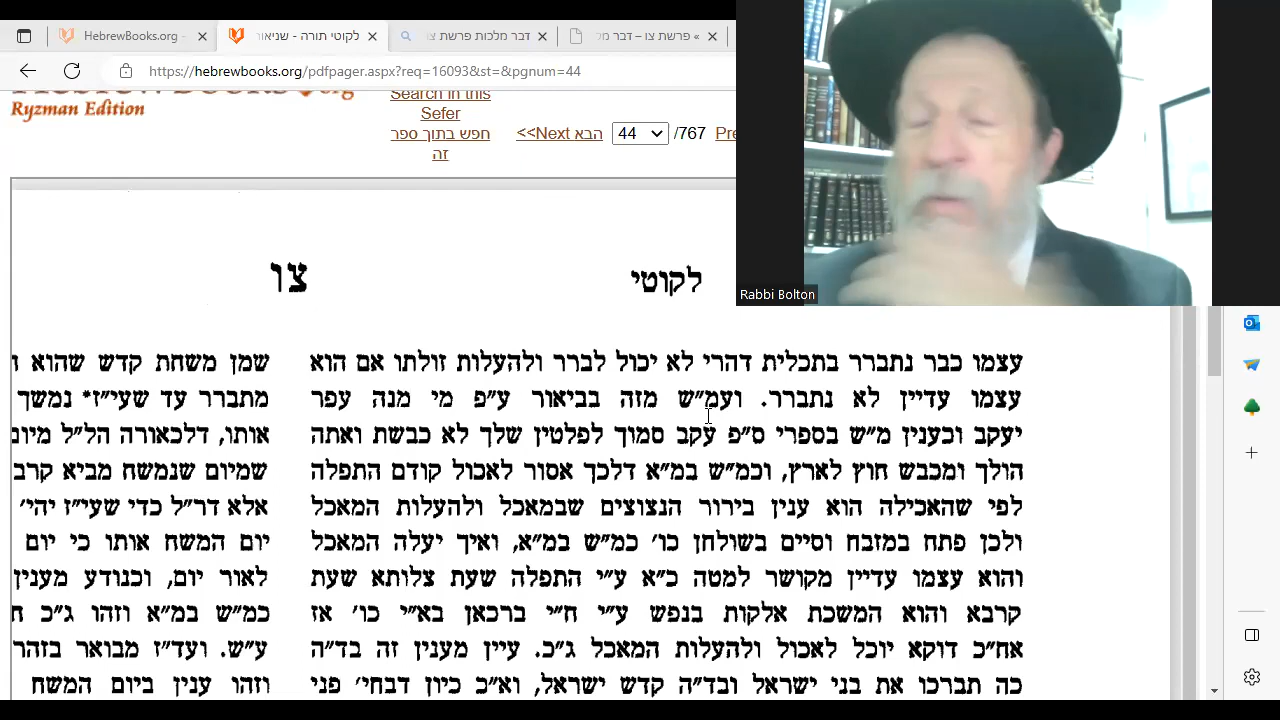 HebrewBooks.org -
לקוטי תורה - שניאור
דבר מלכות פרשת צו
» פרשת צו – דבר מל
https://hebrewbooks.org/pdfpager.aspx?req=16093&st=&pgnum=44
Ryzman Edition
Search in this
Sefer
חפש בתוך ספר
זה
<<Next הבא 44 /767 Pre
Rabbi Bolton
לקוטי
צו
עצמו כבר נתברר בתכלית דהרי לא יכול לברר ולהעלות זולתו אם הוא
עצמו עדיין לא נתברר. ועמ״ש מזה בביאור ע״פ מי מנה עפר
יעקב וכענין מ״ש בספרי ס״פ עקב סמוך לפלטין שלך לא כבשת ואתה
הולך ומכבש חוץ לארץ, וכמ״ש במ״א דלכך אסור לאכול קודם התפלה
לפי שהאכילה הוא ענין בירור הנצוצים שבמאכל ולהעלות המאכל
ולכן פתח במזבח וסיים בשולחן כו׳ כמ״ש במ״א, ואיך יעלה המאכל
והוא עצמו עדיין מקושר למטה כ״א ע״י התפלה שעת צלותא שעת
קרבא והוא המשכת אלקות בנפש ע״י ח״י ברכאן בא״י כו׳ אז
אח״כ דוקא יוכל לאכול ולהעלות המאכל ג״כ. עיין מענין זה בד״ה
כה תברכו את בני ישראל ובד״ה קדש ישראל, וא״כ כיון דבחי׳ פני
שמן משחת קדש שהוא
מתברר עד שעי״ז* נמשך
אותו, דלכאורה הל״ל מיום
שמיום שנמשח מביא קרב
אלא דר״ל כדי שעי״ז יהי׳
יום המשח אותו כי יום
לאור יום, וכנודע מענין
כמ״ש במ״א וזהו ג״כ
ע״ש. ועד״ז מבואר בזהר
וזהו ענין ביום המשח